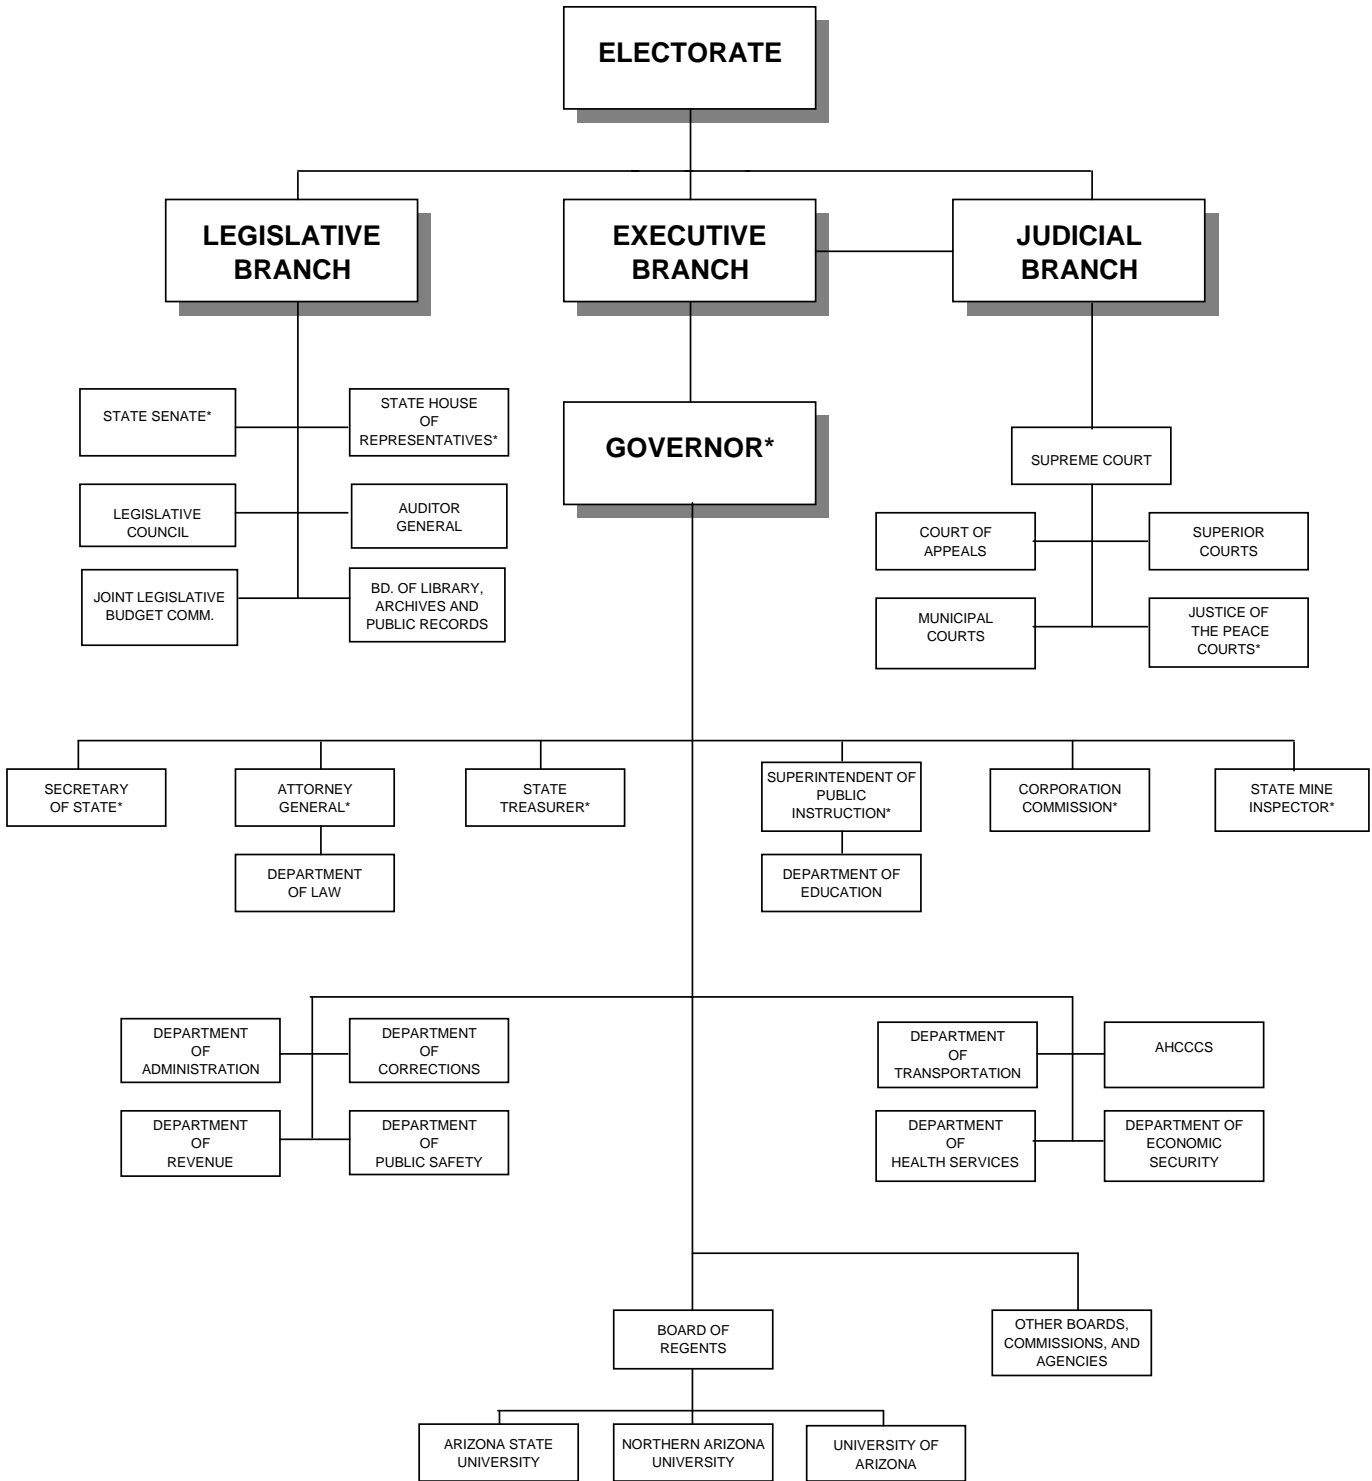 ELECTORATE
LEGISLATIVE
BRANCH
EXECUTIVE
BRANCH
JUDICIAL
BRANCH
STATE SENATE*
STATE HOUSE
OF
REPRESENTATIVES*
GOVERNOR*
SUPREME COURT
LEGISLATIVE
COUNCIL
AUDITOR
GENERAL
COURT OF
APPEALS
SUPERIOR
COURTS
JOINT LEGISLATIVE
BUDGET COMM.
BD. OF LIBRARY,
ARCHIVES AND
PUBLIC RECORDS
MUNICIPAL
COURTS
JUSTICE OF
THE PEACE
COURTS*
SECRETARY
OF STATE*
ATTORNEY
GENERAL*
STATE
TREASURER*
SUPERINTENDENT OF
PUBLIC
INSTRUCTION*
CORPORATION
COMMISSION*
STATE MINE
INSPECTOR*
DEPARTMENT
OF LAW
DEPARTMENT OF
EDUCATION
DEPARTMENT
OF
ADMINISTRATION
DEPARTMENT
OF
CORRECTIONS
DEPARTMENT
OF
TRANSPORTATION
AHCCCS
DEPARTMENT
OF
REVENUE
DEPARTMENT
OF
PUBLIC SAFETY
DEPARTMENT
OF
HEALTH SERVICES
DEPARTMENT OF
ECONOMIC
SECURITY
BOARD OF
REGENTS
OTHER BOARDS,
COMMISSIONS, AND
AGENCIES
ARIZONA STATE
UNIVERSITY
NORTHERN ARIZONA
UNIVERSITY
UNIVERSITY OF
ARIZONA